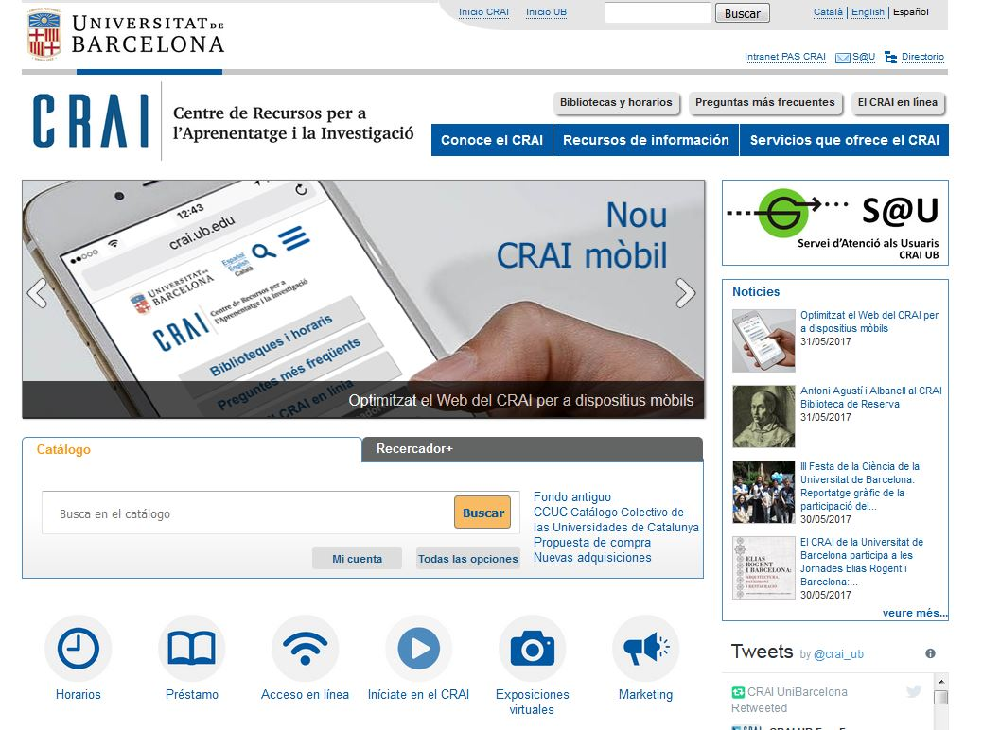 UNIVERSITAT DE
BARCELONA
Inicio CRAI
Inicio UB
Buscar
Català | English | Español
Intranet PAS CRAI
S@U
Directorio
CRAI
Centre de Recursos per a
l'Aprenentatge i la Investigació
Bibliotecas y horarios
Preguntas más frecuentes
El CRAI en línea
Conoce el CRAI
Recursos de información
Servicios que ofrece el CRAI
12:43
crai.ub.edu
Español
English
Català
UNIVERSITAT DE
BARCELONA
CRAI
Centre de Recursos per a
l'Aprenentatge i la Investigació
Biblioteques i horaris
Preguntes més freqüents
El CRAI en línia
Nou
CRAI mòbil
Optimitzat el Web del CRAI per a dispositius mòbils
S@U
Servei d'Atenció als Usuaris
CRAI UB
Notícies
Optimitzat el Web del CRAI per
a dispositius mòbils
31/05/2017
Antoni Agustí i Albanell al CRAI
Biblioteca de Reserva
31/05/2017
III Festa de la Ciència de la
Universitat de Barcelona.
Reportatge gràfic de la
participació del...
30/05/2017
ELIAS
ROGENT
I BARCELONA:
ARQUITECTURA,
PATRIMONI
I RESTAURACIÓ
El CRAI de la Universitat de
Barcelona participa a les
Jornades Elias Rogent i
Barcelona:...
30/05/2017
veure més...
Catálogo
Recercador+
Busca en el catálogo
Buscar
Mi cuenta
Todas las opciones
Fondo antiguo
CCUC Catálogo Colectivo de
las Universidades de Catalunya
Propuesta de compra
Nuevas adquisiciones
Horarios
Préstamo
Acceso en línea
Iníciate en el CRAI
Exposiciones
virtuales
Marketing
Tweets by @crai_ub
CRAI UniBarcelona
Retweeted